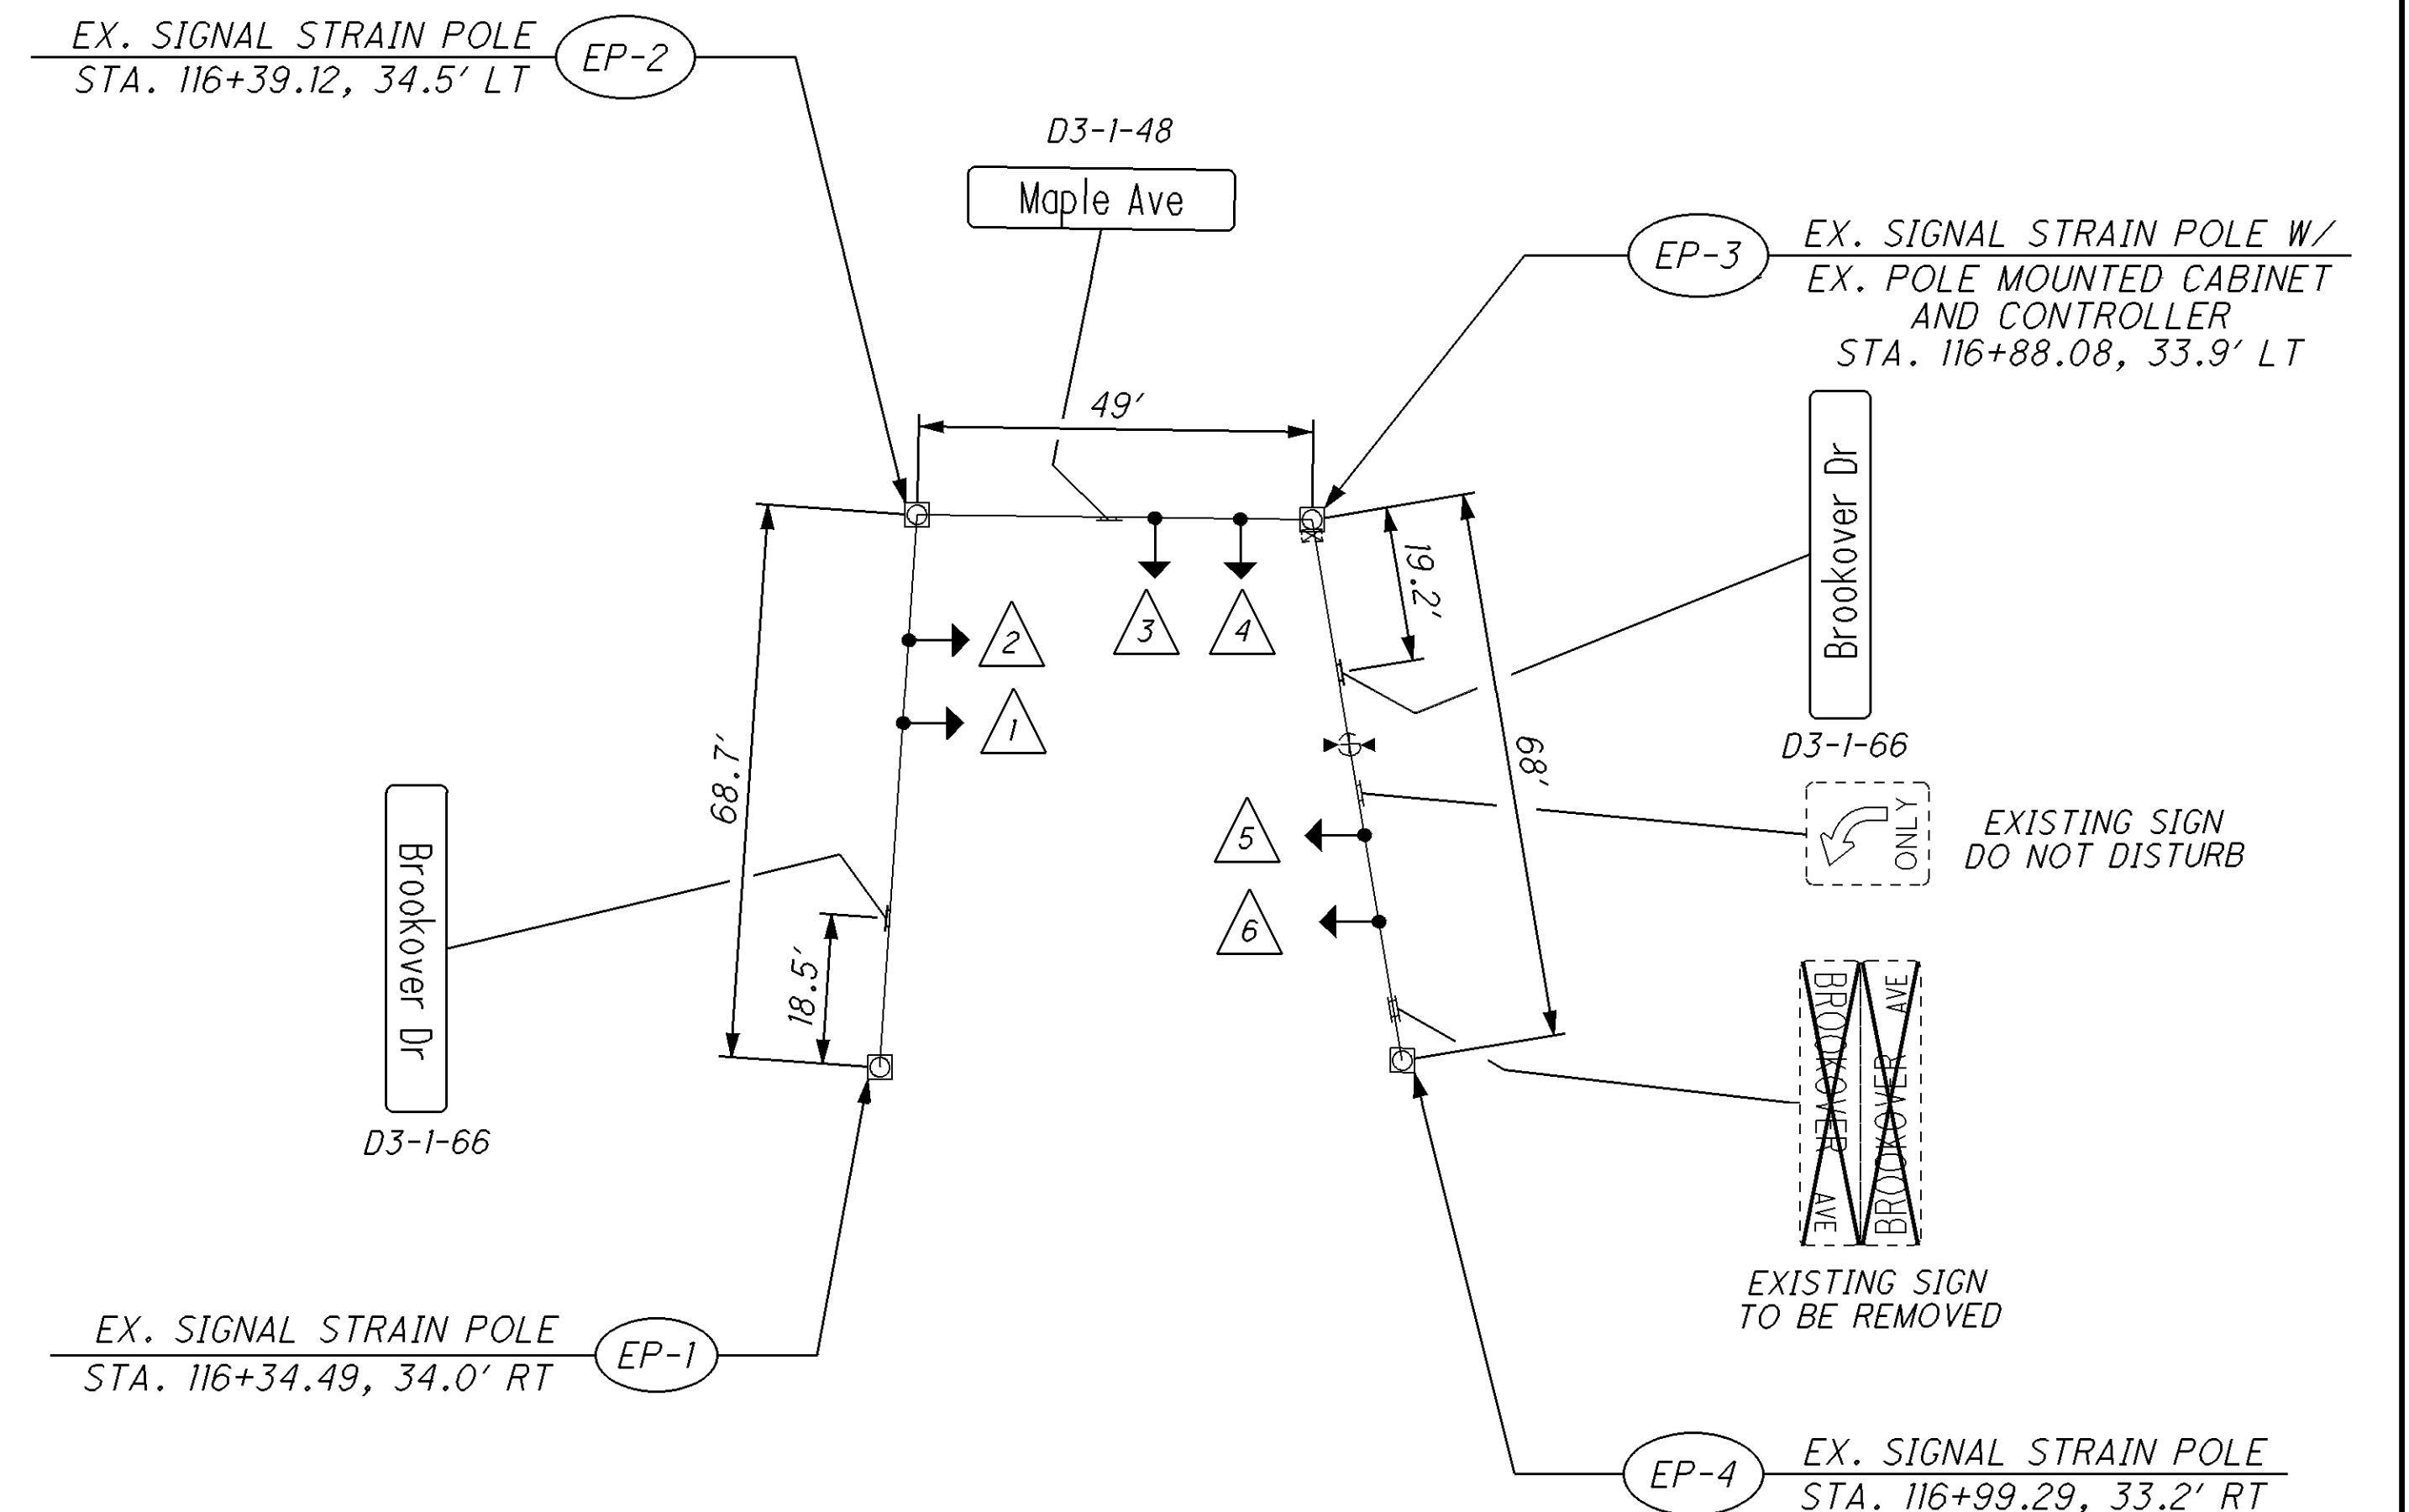 EX. SIGNAL STRAIN POLE
STA. 116+39.12, 34.5' LT
EP-2
D3-1-48
Maple Ave
EP-3
EX. SIGNAL STRAIN POLE W/
EX. POLE MOUNTED CABINET
AND CONTROLLER
STA. 116+88.08, 33.9' LT
49'
19.2'
68'
68.7'
18.5'
2
1
3
4
5
6
Brookover Dr
D3-1-66
ONLY
EXISTING SIGN
DO NOT DISTURB
Brookover Dr
D3-1-66
BROOKOVER AVE
BROOKOVER AVE
EXISTING SIGN
TO BE REMOVED
EX. SIGNAL STRAIN POLE
STA. 116+34.49, 34.0' RT
EP-1
EP-4
EX. SIGNAL STRAIN POLE
STA. 116+99.29, 33.2' RT